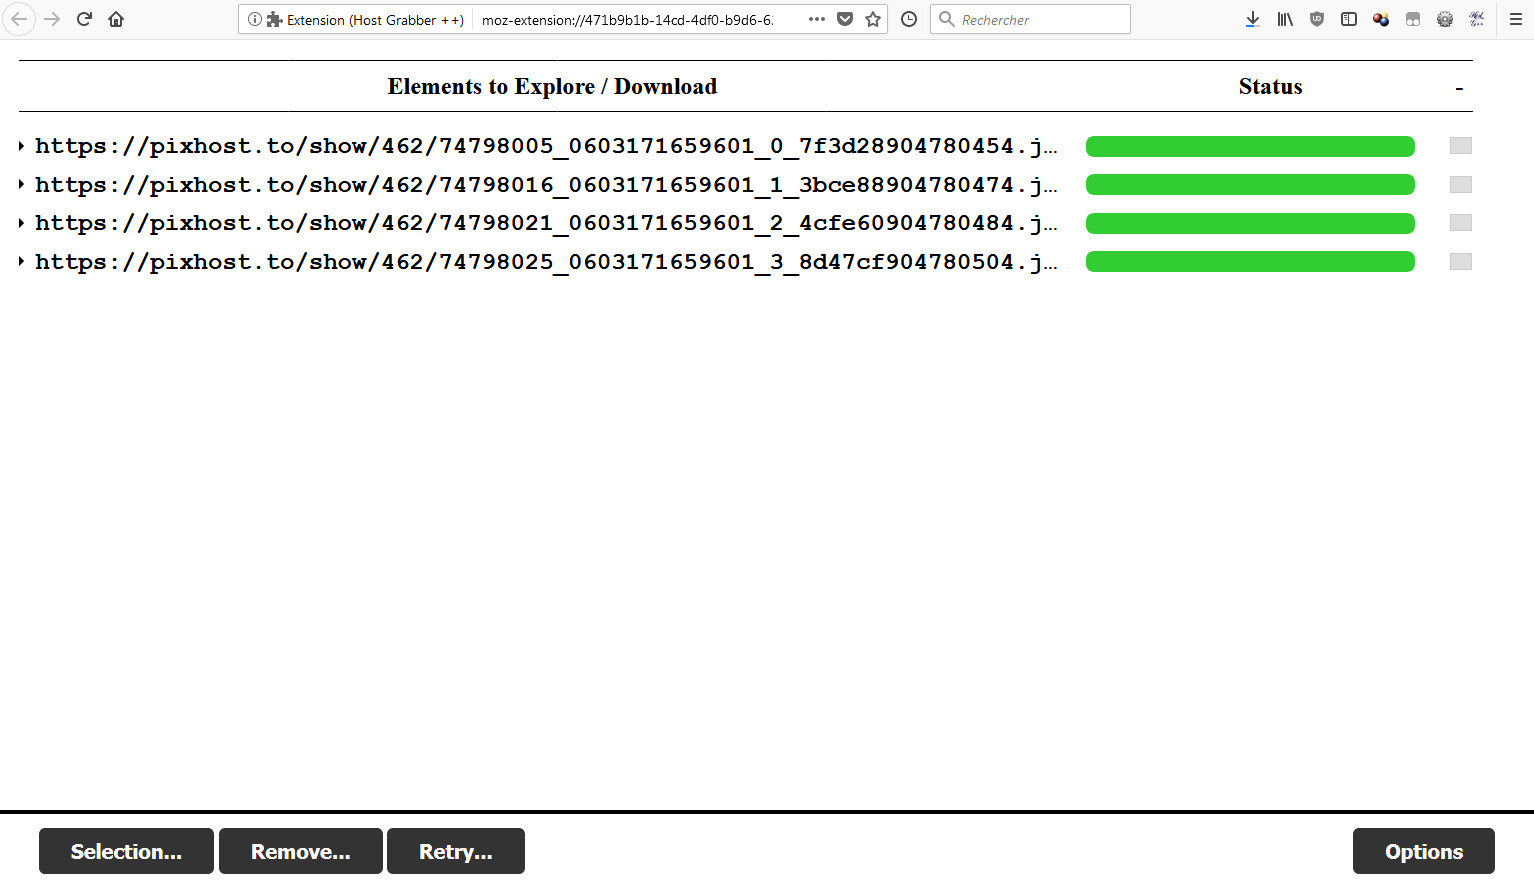 Extension (Host Grabber ++) moz-extension://471b9b1b-14cd-4df0-b9d6-6 Rechercher
Elements to Explore / Download Status -
https://pixhost.to/show/462/74798005_0603171659601_0_7f3d28904780454.j…
https://pixhost.to/show/462/74798016_0603171659601_1_3bce88904780474.j…
https://pixhost.to/show/462/74798021_0603171659601_2_4cfe60904780484.j…
https://pixhost.to/show/462/74798025_0603171659601_3_8d47cf904780504.j…
Selection... Remove... Retry... Options